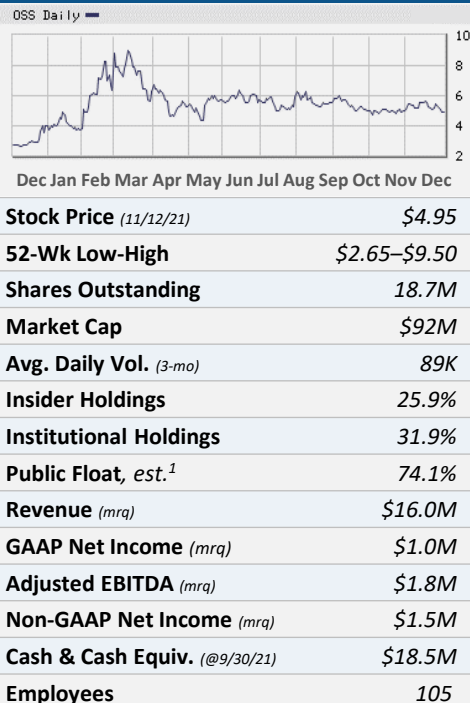 OSS Daily
10
8
6
4
2
Dec Jan Feb Mar Apr May Jun Jul Aug Sep Oct Nov Dec
Stock Price (11/12/21) $4.95
52-Wk Low-High $2.65–$9.50
Shares Outstanding 18.7M
Market Cap $92M
Avg. Daily Vol. (3-mo) 89K
Insider Holdings 25.9%
Institutional Holdings 31.9%
Public Float, est.1 74.1%
Revenue (mrq) $16.0M
GAAP Net Income (mrq) $1.0M
Adjusted EBITDA (mrq) $1.8M
Non-GAAP Net Income (mrq) $1.5M
Cash & Cash Equiv. (@9/30/21) $18.5M
Employees 105